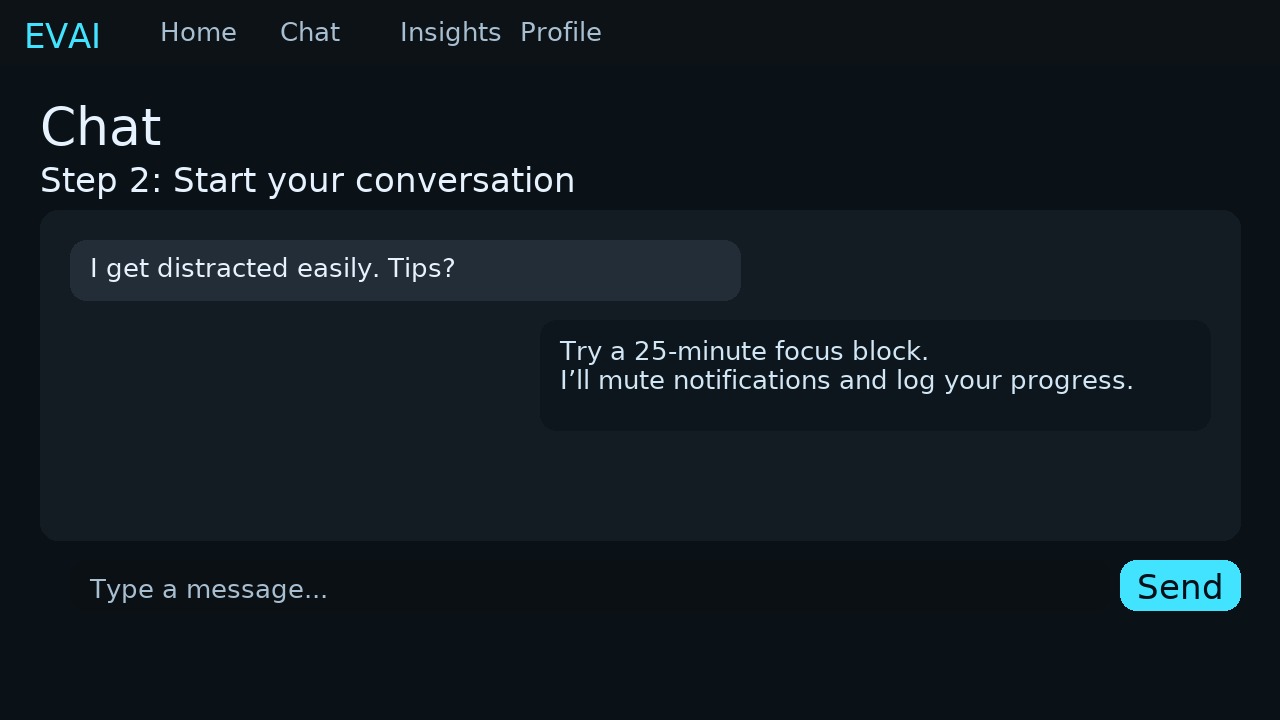 EVAI Home Chat Insights Profile
Chat
Step 2: Start your conversation
I get distracted easily. Tips?
Try a 25-minute focus block.
I’ll mute notifications and log your progress.
Type a message...
Send